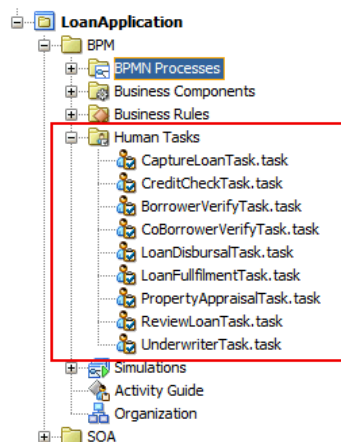 LoanApplication
BPM
BPMN Processes
Business Components
Business Rules
Human Tasks
CaptureLoanTask.task
CreditCheckTask.task
BorrowerVerifyTask.task
CoBorrowerVerifyTask.task
LoanDisbursalTask.task
LoanFullfilmentTask.task
PropertyAppraisalTask.task
ReviewLoanTask.task
UnderwriterTask.task
Simulations
Activity Guide
Organization
SOA